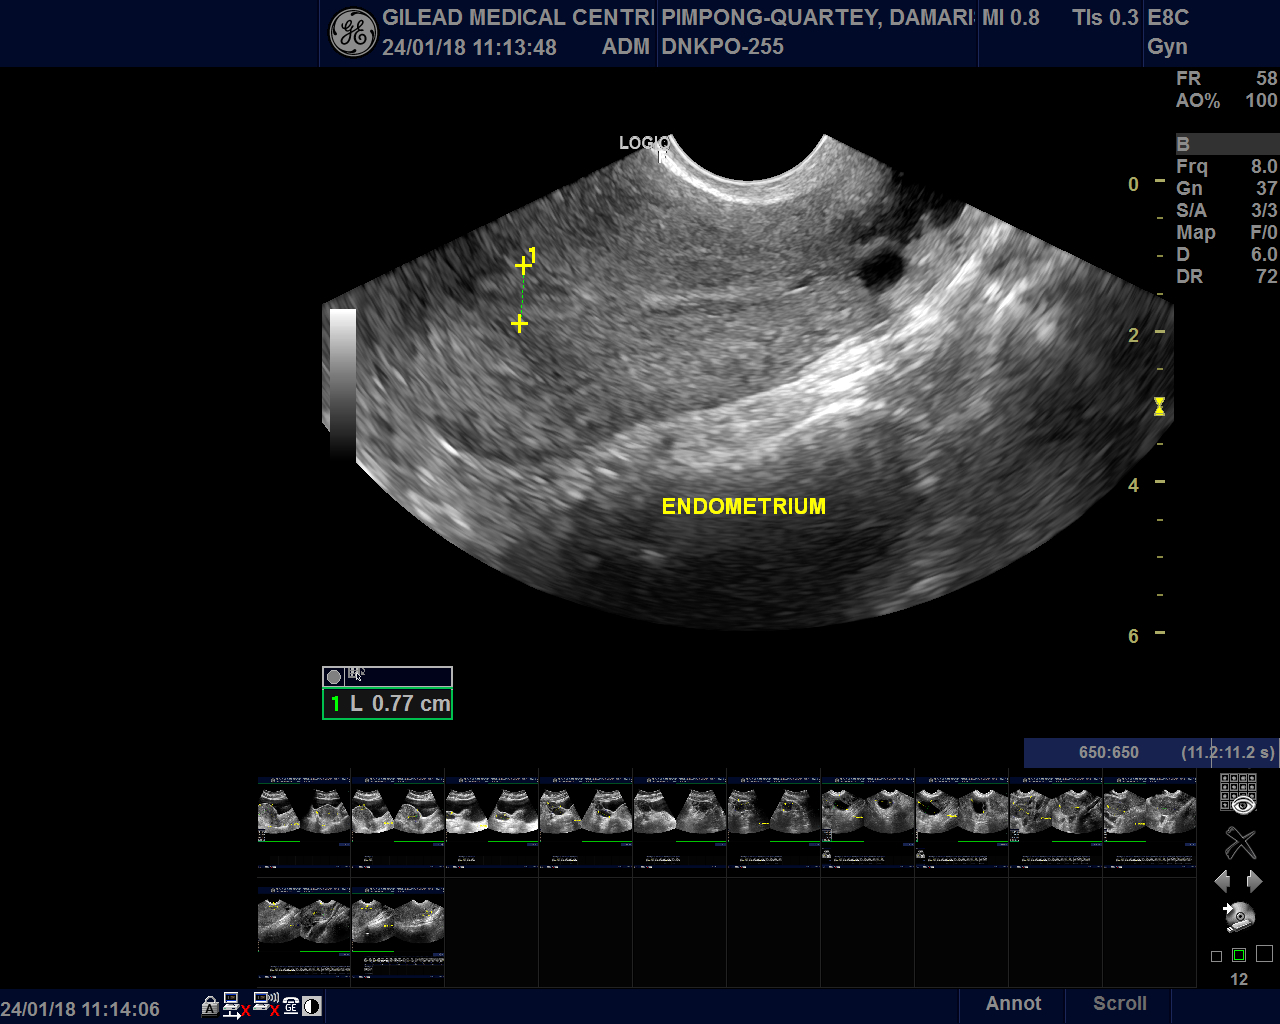 GILEAD MEDICAL CENTR
PIMPONG-QUARTEY, DAMARI
MI 0.8
TIs 0.3
E8C
24/01/18 11:13:48
ADM
DNKPO-255
Gyn
FR 58
AO% 100
B
Frq 8.0
Gn 37
S/A 3/3
Map F/0
D 6.0
DR 72
LOGIQ
0
1
2
4
ENDOMETRIUM
6
1 L 0.77 cm
650:650 (11.2:11.2 s)
12
24/01/18 11:14:06
Annot
Scroll